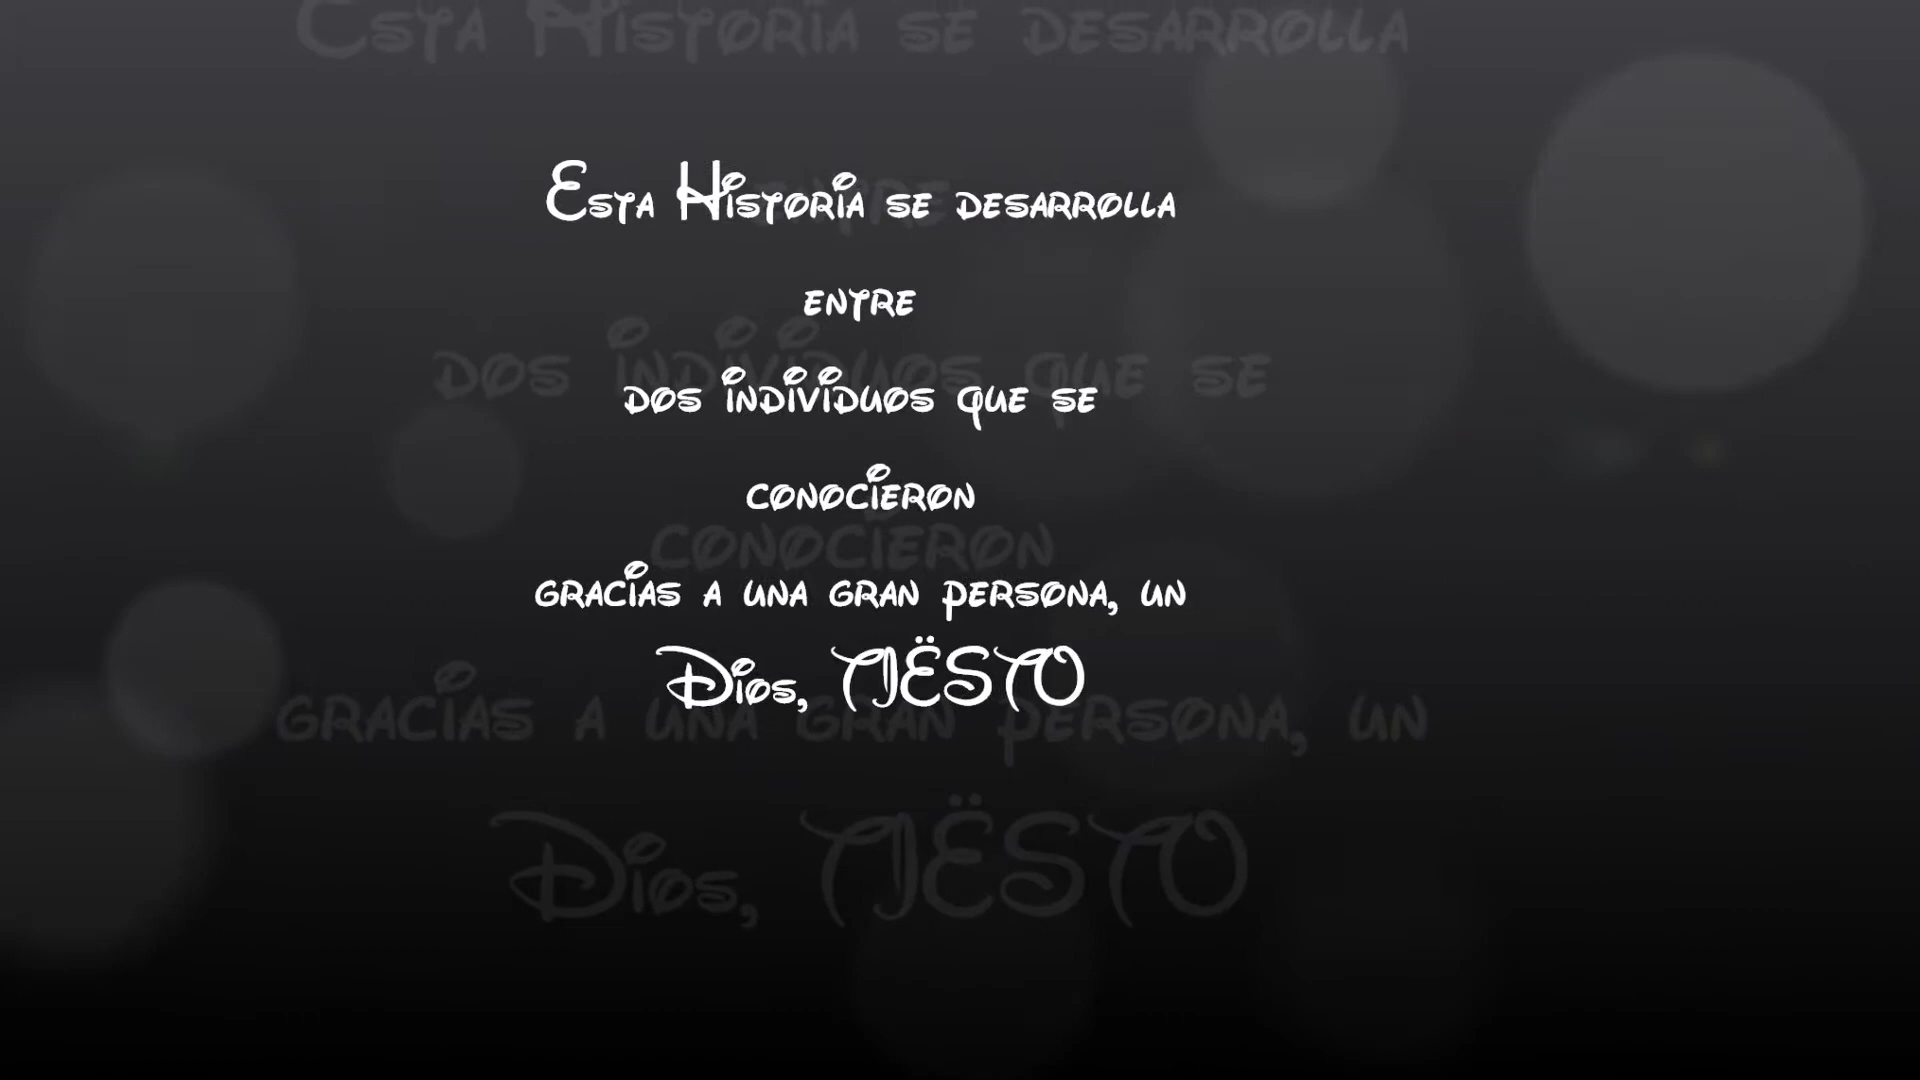 Esta Historia se desarrolla
entre
dos individuos que se
conocieron
gracias a una gran persona, un
Dios, TIËSTO